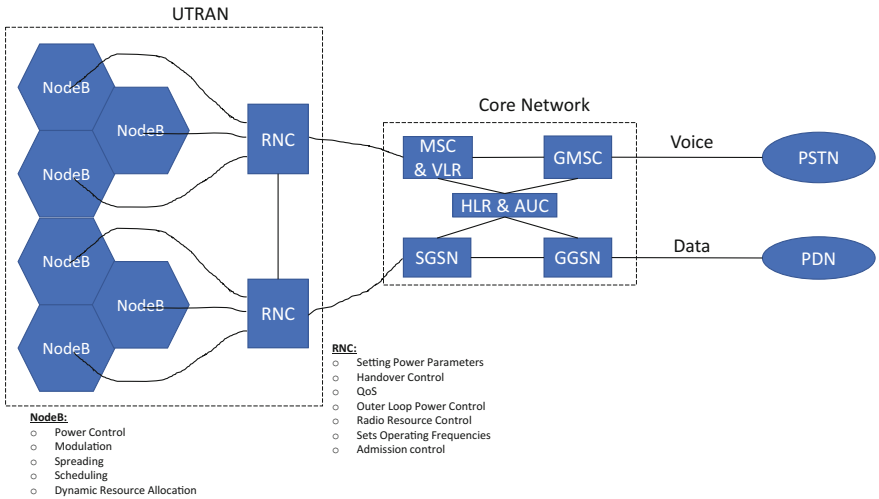 UTRAN
NodeB
NodeB
NodeB
NodeB
NodeB
NodeB
RNC
RNC
Core Network
MSC
& VLR
GMSC
HLR & AUC
SGSN
GGSN
Voice
Data
PSTN
PDN
RNC:
○ Setting Power Parameters
○ Handover Control
○ QoS
○ Outer Loop Power Control
○ Radio Resource Control
○ Sets Operating Frequencies
○ Admission control
NodeB:
○ Power Control
○ Modulation
○ Spreading
○ Scheduling
○ Dynamic Resource Allocation